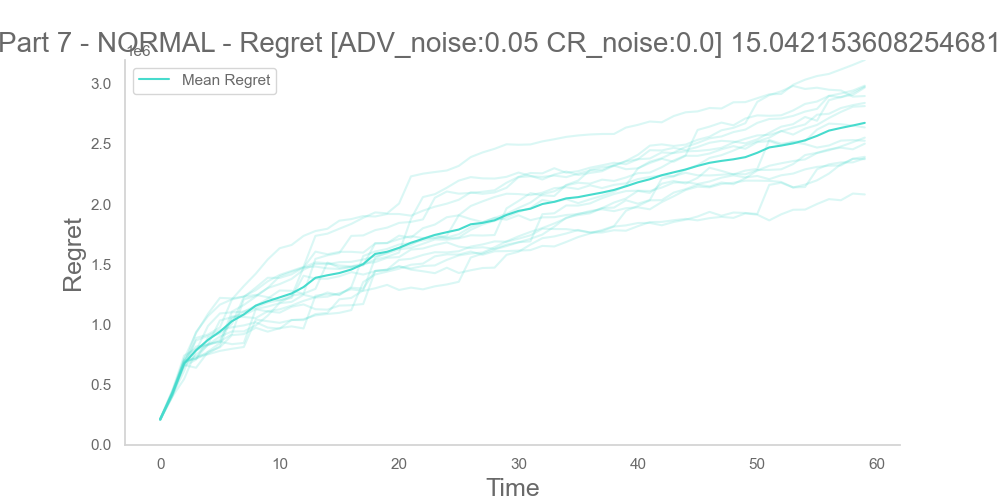 Part 7 - NORMAL - Regret [ADV_noise:0.05 CR_noise:0.0] 15.042153608254681
1e6
Mean Regret
3.0
2.5
2.0
1.5
1.0
0.5
0.0
Regret
0 10 20 30 40 50 60
Time